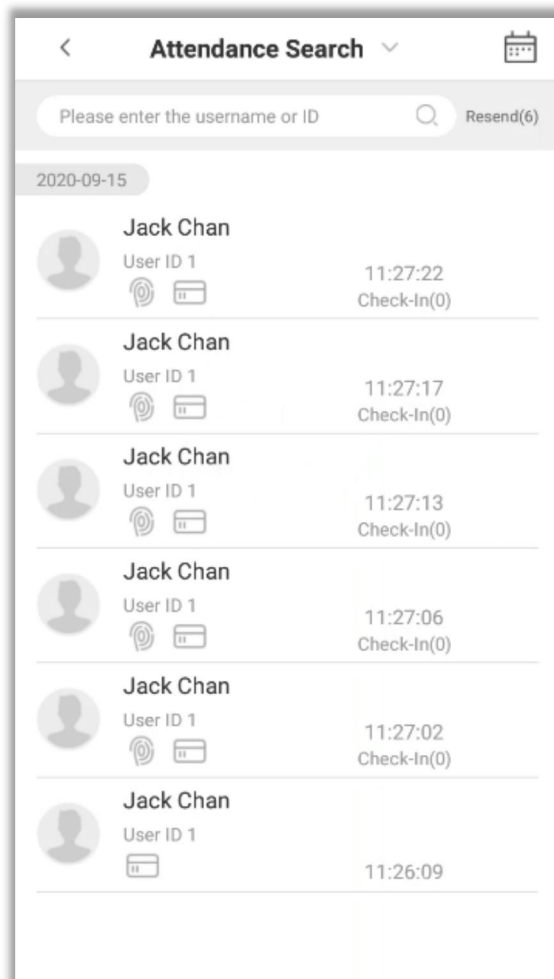 Attendance Search
Please enter the username or ID
Resend(6)
2020-09-15
Jack Chan
User ID 1
11:27:22
Check-In(0)
Jack Chan
User ID 1
11:27:17
Check-In(0)
Jack Chan
User ID 1
11:27:13
Check-In(0)
Jack Chan
User ID 1
11:27:06
Check-In(0)
Jack Chan
User ID 1
11:27:02
Check-In(0)
Jack Chan
User ID 1
11:26:09